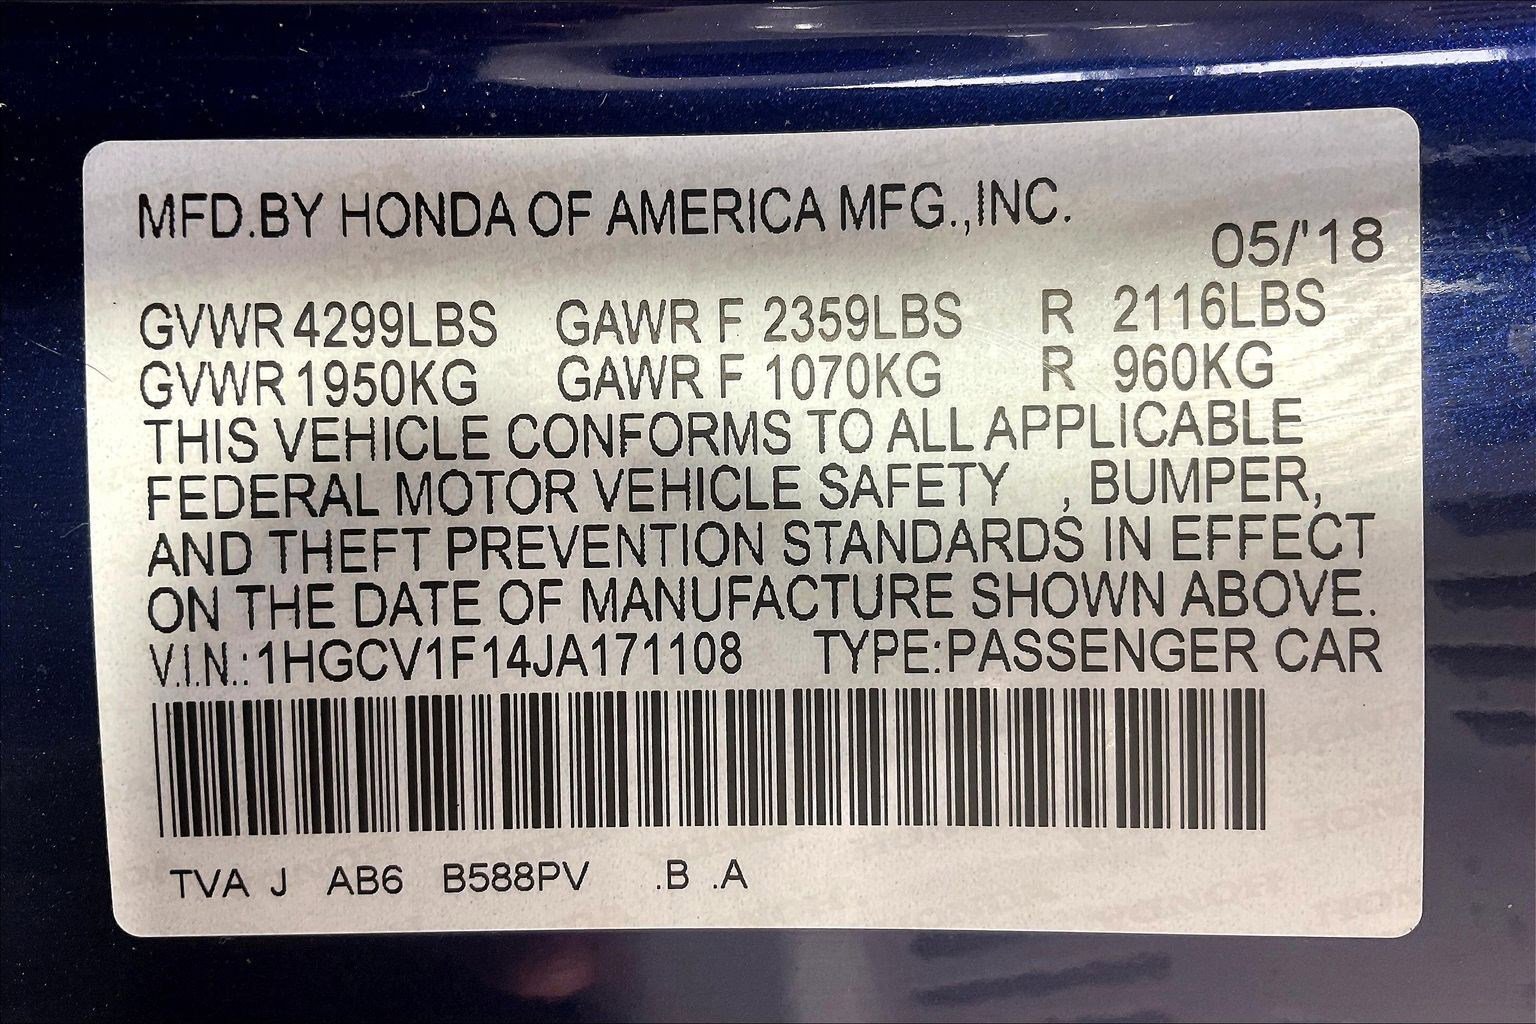 MFD.BY HONDA OF AMERICA MFG.,INC.
05/'18
GVWR 4299LBS GAWR F 2359LBS R 2116LBS
GVWR 1950KG GAWR F 1070KG R 960KG
THIS VEHICLE CONFORMS TO ALL APPLICABLE
FEDERAL MOTOR VEHICLE SAFETY , BUMPER,
AND THEFT PREVENTION STANDARDS IN EFFECT
ON THE DATE OF MANUFACTURE SHOWN ABOVE.
V.I.N.: 1HGCV1F14JA171108 TYPE:PASSENGER CAR
TVA J AB6 B588PV .B .A